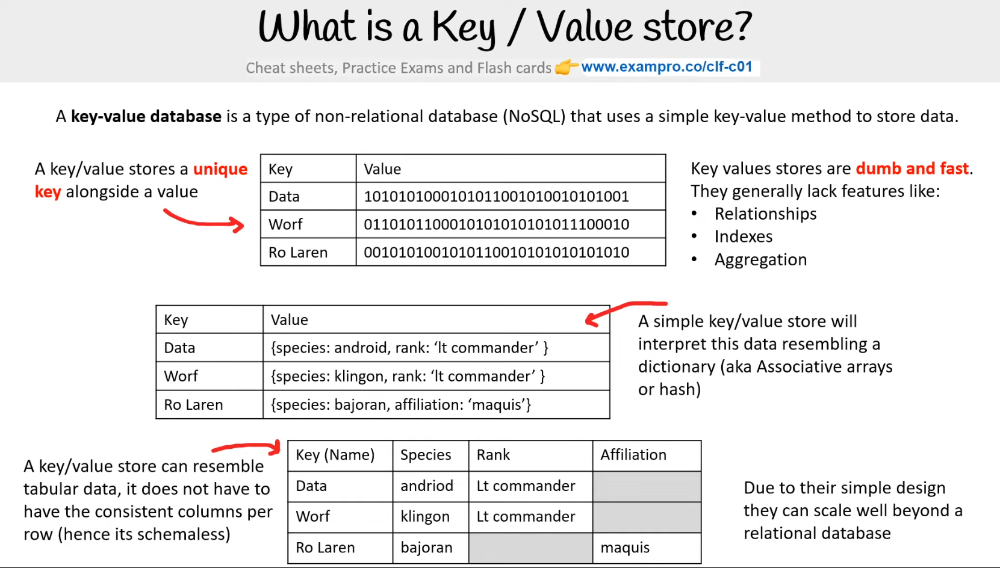 What is a Key / Value store?
Cheat sheets, Practice Exams and Flash cards 👉 www.exampro.co/clf-c01
A key-value database is a type of non-relational database (NoSQL) that uses a simple key-value method to store data.
A key/value stores a unique
key alongside a value
Key Value
Data 1010101000101011001010010101001
Worf 0110101100010101010101011100010
Ro Laren 0010101001010110010101010101010
Key values stores are dumb and fast.
They generally lack features like:
• Relationships
• Indexes
• Aggregation
Key Value
Data {species: android, rank: ‘lt commander’ }
Worf {species: klingon, rank: ‘lt commander’ }
Ro Laren {species: bajoran, affiliation: ‘maquis’}
A simple key/value store will
interpret this data resembling a
dictionary (aka Associative arrays
or hash)
A key/value store can resemble
tabular data, it does not have to
have the consistent columns per
row (hence its schemaless)
Key (Name) Species Rank Affiliation
Data andriod Lt commander
Worf klingon Lt commander
Ro Laren bajoran maquis
Due to their simple design
they can scale well beyond a
relational database